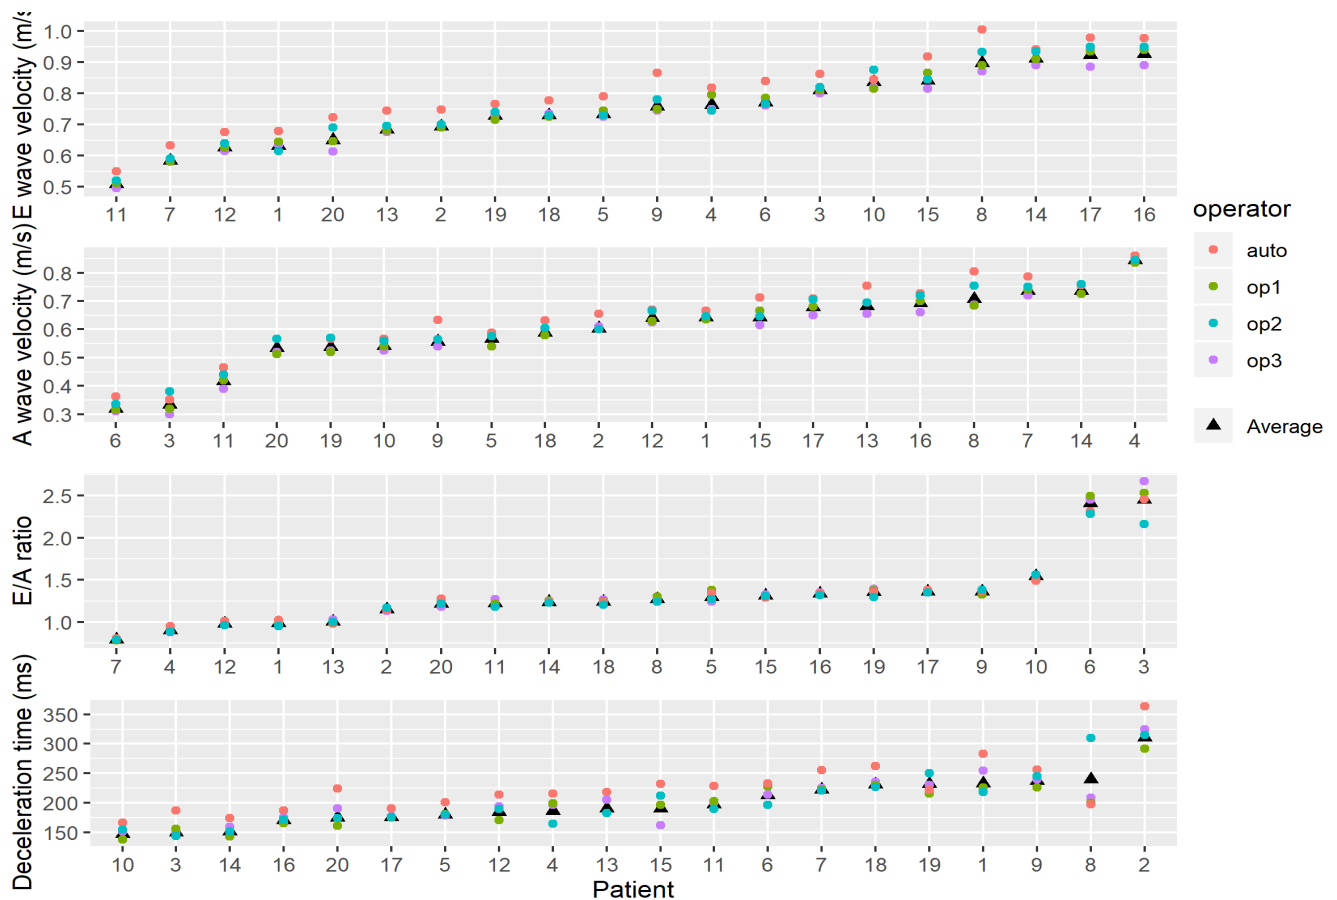 E wave velocity (m/s
1.0
0.9
0.8
0.7
0.6
0.5
11 7 12 1 20 13 2 19 18 5 9 4 6 3 10 15 8 14 17 16
A wave velocity (m/s)
0.8
0.7
0.6
0.5
0.4
0.3
6 3 11 20 19 10 9 5 18 2 12 1 15 17 13 16 8 7 14 4
E/A ratio
2.5
2.0
1.5
1.0
7 4 12 1 13 2 20 11 14 18 8 5 15 16 19 17 9 10 6 3
Deceleration time (ms)
350
300
250
200
150
10 3 14 16 20 17 5 12 4 13 15 11 6 7 18 19 1 9 8 2
Patient
operator
auto
op1
op2
op3
Average